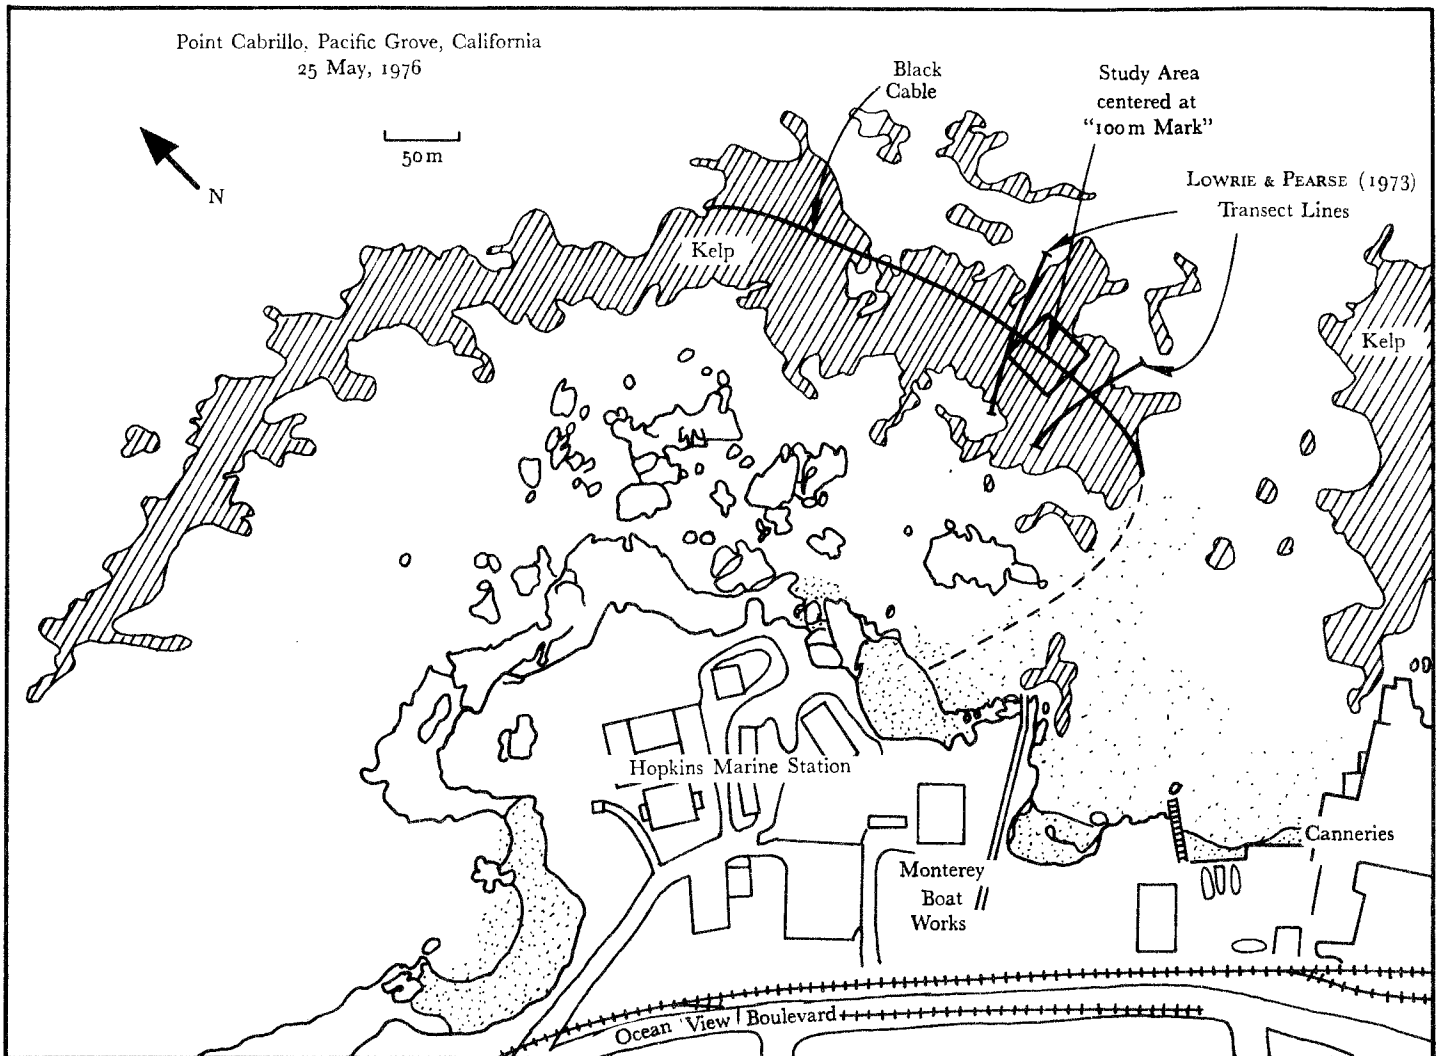 Point Cabrillo, Pacific Grove, California
25 May, 1976
Black
Cable
Study Area
centered at
"100m Mark"
50 m
N
LOWRIE & PEARSE (1973)
Transect Lines
Kelp
Kelp
Hopkins Marine Station
Canneries
Monterey
Boat
Works
Ocean View Boulevard